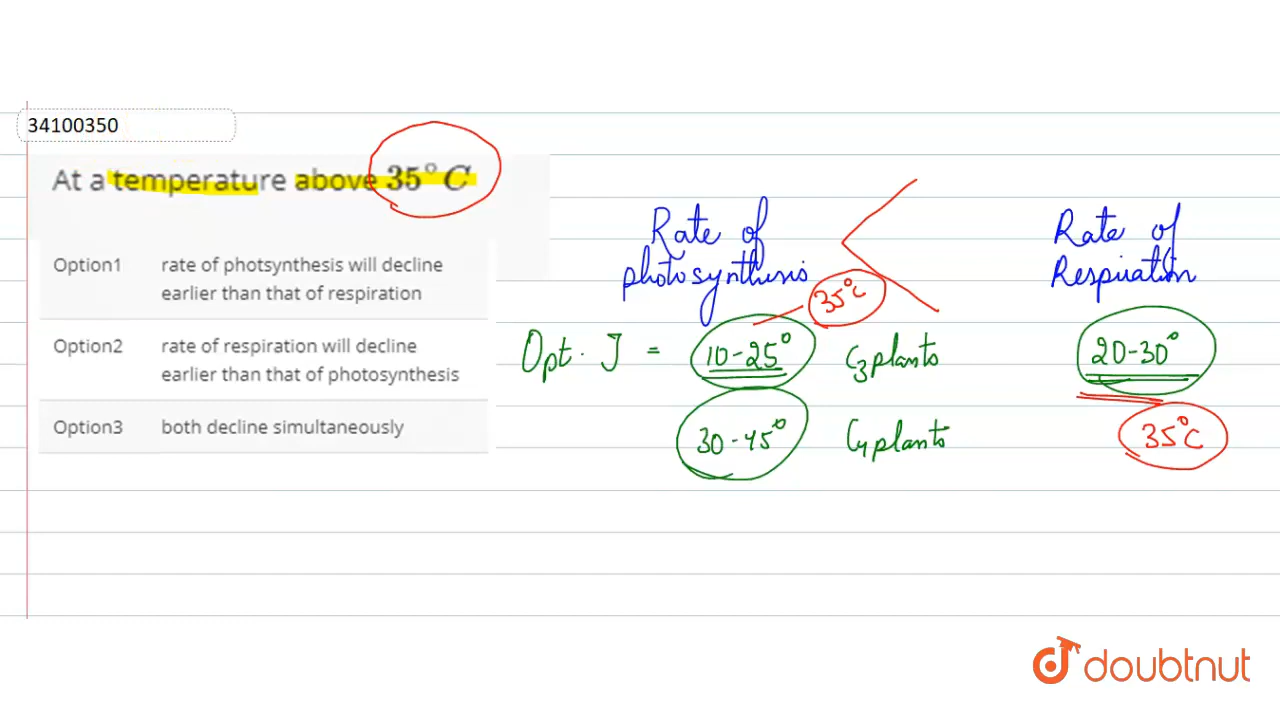 34100350
At a temperature above 35°C
Option1 rate of photsynthesis will decline
earlier than that of respiration
Option2 rate of respiration will decline
earlier than that of photosynthesis
Option3 both decline simultaneously
Rate of
photosynthesis
Rate of
Respiration
35°C
Opt. T = 10-25° C3 plants
20-30°
30-45° C4 plants
35°C
doubtnut